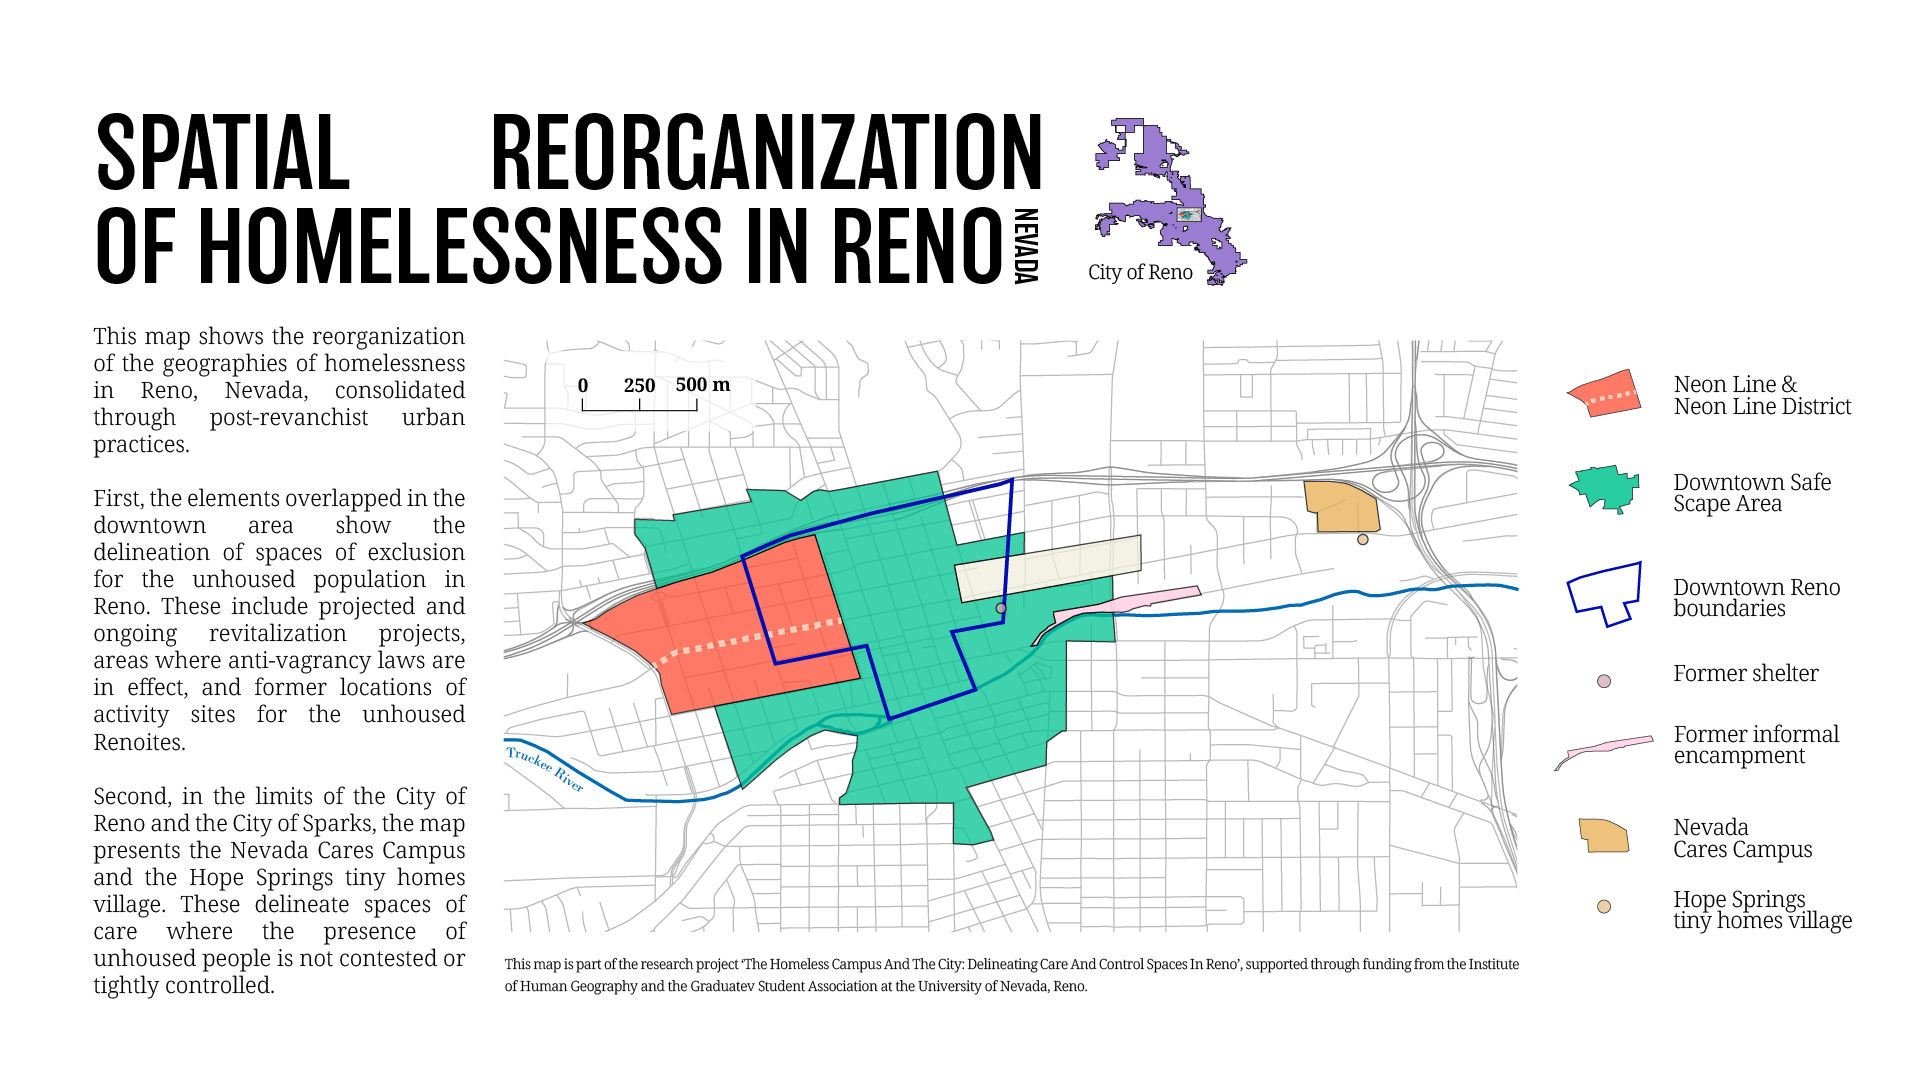 SPATIAL REORGANIZATION
OF HOMELESSNESS IN RENO
NEVADA
City of Reno
This map shows the reorganization
of the geographies of homelessness
in Reno, Nevada, consolidated
through post-revanchist urban
practices.
First, the elements overlapped in the
downtown area show the
delineation of spaces of exclusion
for the unhoused population in
Reno. These include projected and
ongoing revitalization projects,
areas where anti-vagrancy laws are
in effect, and former locations of
activity sites for the unhoused
Renoites.
Second, in the limits of the City of
Reno and the City of Sparks, the map
presents the Nevada Cares Campus
and the Hope Springs tiny homes
village. These delineate spaces of
care where the presence of
unhoused people is not contested or
tightly controlled.
0 250 500 m
Truckee River
Neon Line &
Neon Line District
Downtown Safe
Scape Area
Downtown Reno
boundaries
Former shelter
Former informal
encampment
Nevada
Cares Campus
Hope Springs
tiny homes village
This map is part of the research project ‘The Homeless Campus And The City: Delineating Care And Control Spaces In Reno’, supported through funding from the Institute
of Human Geography and the Graduatev Student Association at the University of Nevada, Reno.